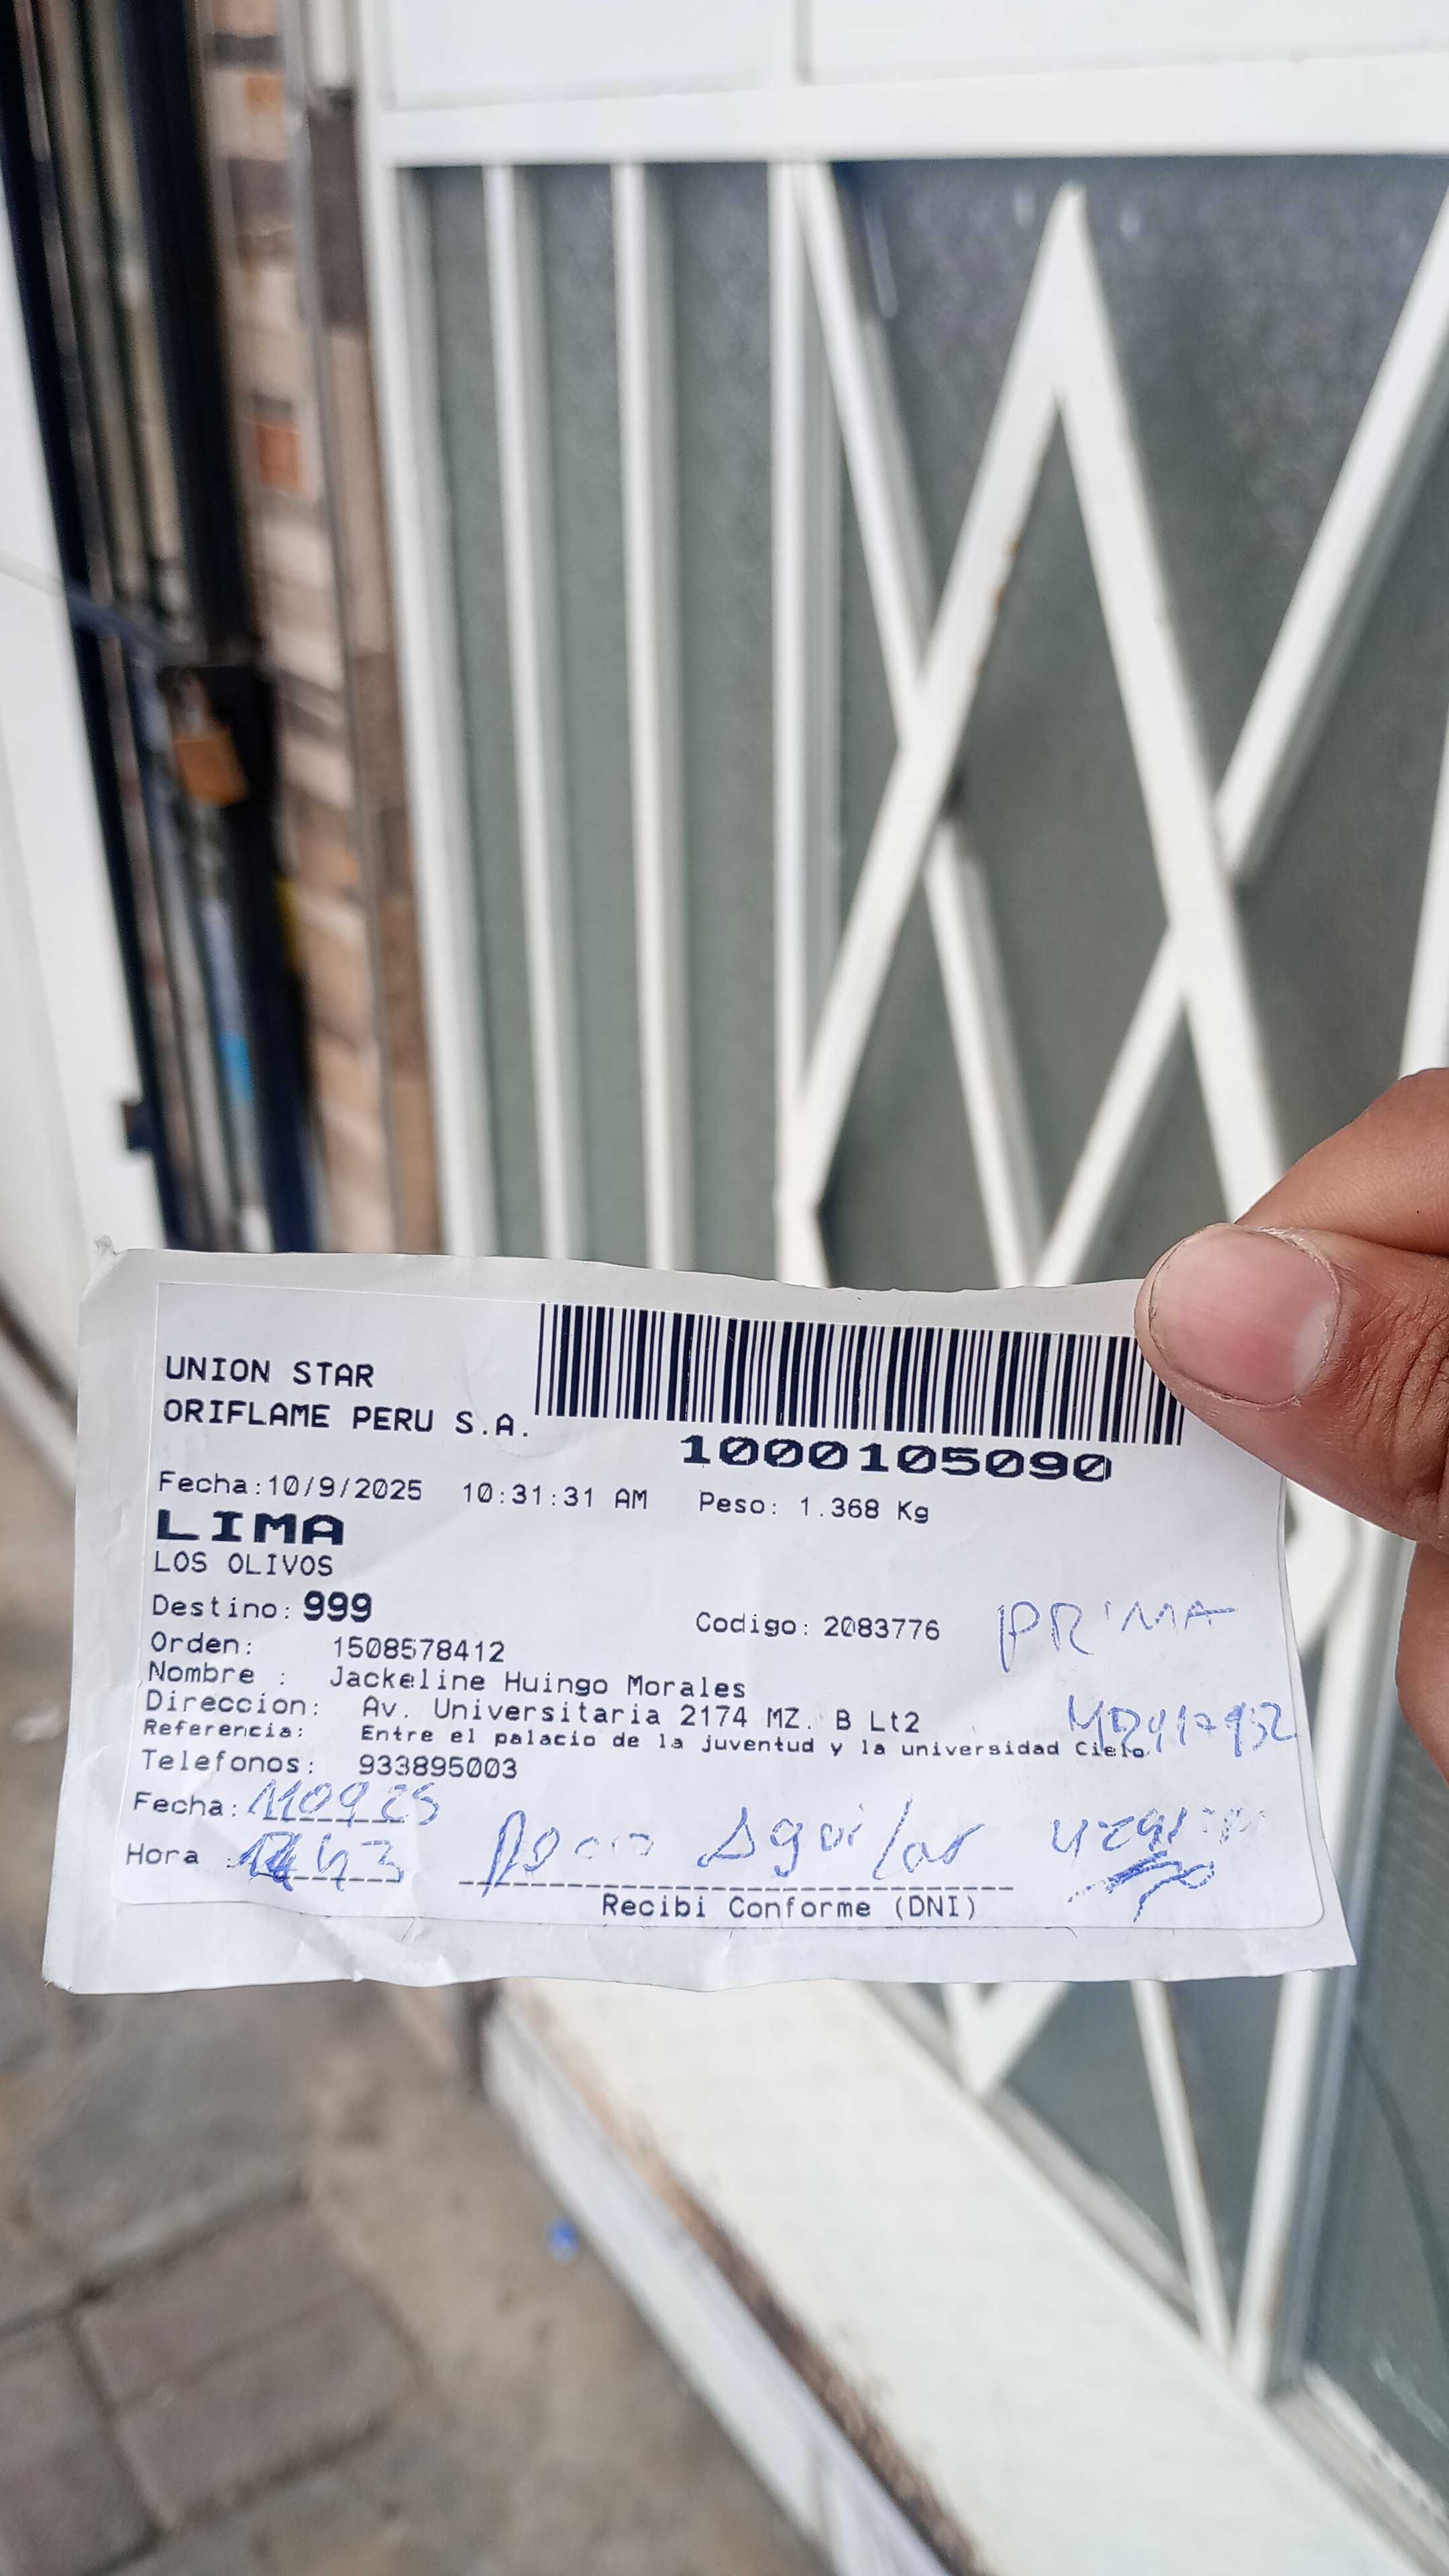 UNION STAR
ORIFLAME PERU S.A.
1000105090
Fecha:10/9/2025 10:31:31 AM Peso: 1.368 Kg
LIMA
LOS OLIVOS
Destino: 999
Codigo: 2083776 PRIMA
Orden: 1508578412
Nombre : Jackeline Huingo Morales
Direccion: Av. Universitaria 2174 MZ. B Lt2
Referencia: Entre el palacio de la juventud y la universidad Cielo
Telefonos: 933895003
Fecha: 110925
Hora :
Aguilar
Recibi Conforme (DNI)